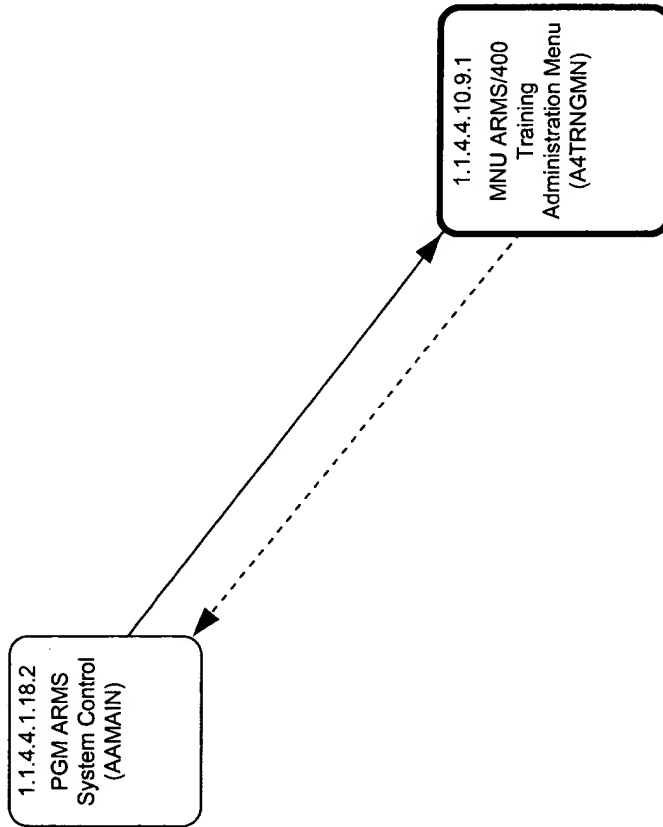 1.1.4.4.1.18.2
PGM ARMS
System Control
(AAMAIN)
1.1.4.4.10.9.1
MNU ARMS/400
Training
Administration Menu
(A4TRNGMN)